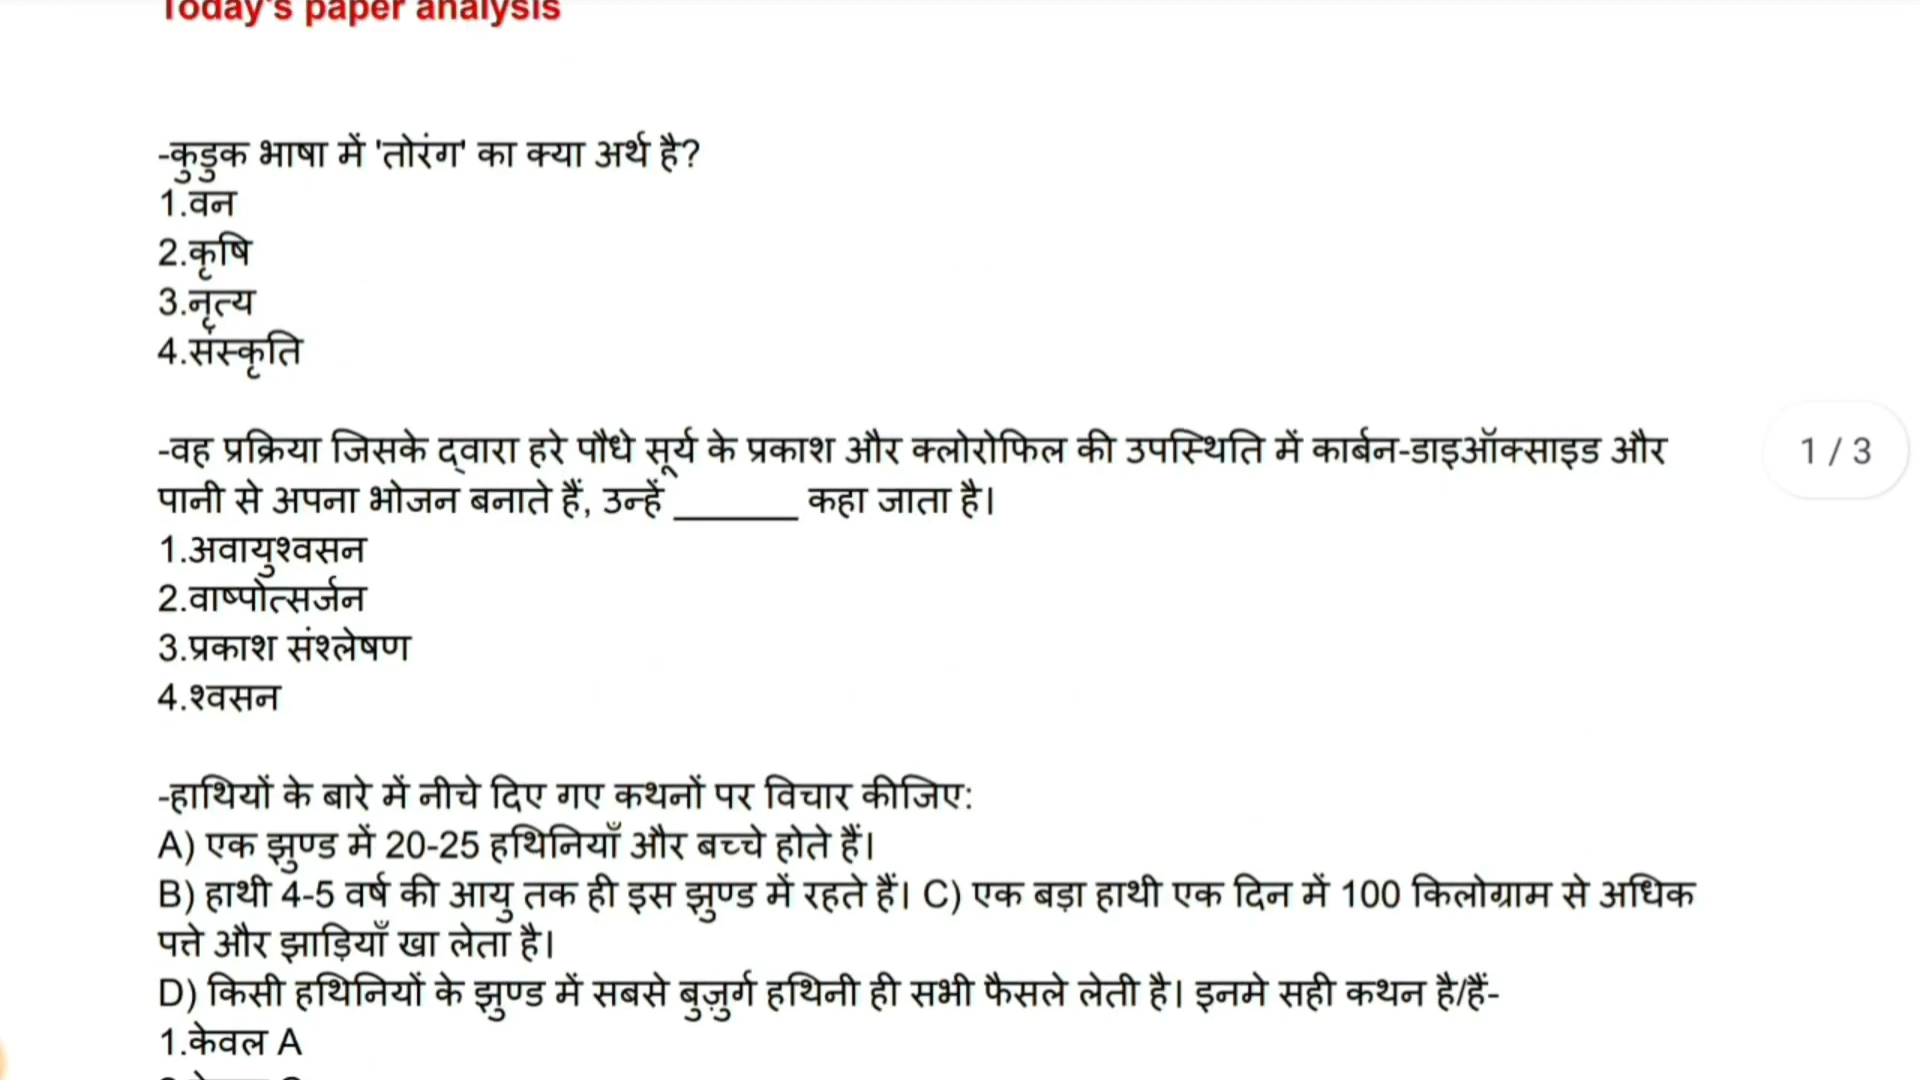 Today's paper analysis
-कुडुक भाषा में 'तोरंग' का क्या अर्थ है?
1.वन
2.कृषि
3.नृत्य
4.संस्कृति
-वह प्रक्रिया जिसके द्वारा हरे पौधे सूर्य के प्रकाश और क्लोरोफिल की उपस्थिति में कार्बन-डाइऑक्साइड और
पानी से अपना भोजन बनाते हैं, उन्हें ______ कहा जाता है।
1.अवायुश्वसन
2.वाष्पोत्सर्जन
3.प्रकाश संश्लेषण
4.श्वसन
1 / 3
-हाथियों के बारे में नीचे दिए गए कथनों पर विचार कीजिए:
A) एक झुण्ड में 20-25 हथिनियाँ और बच्चे होते हैं।
B) हाथी 4-5 वर्ष की आयु तक ही इस झुण्ड में रहते हैं। C) एक बड़ा हाथी एक दिन में 100 किलोग्राम से अधिक
पत्ते और झाड़ियाँ खा लेता है।
D) किसी हथिनियों के झुण्ड में सबसे बुज़ुर्ग हथिनी ही सभी फैसले लेती है। इनमे सही कथन है/हैं-
1.केवल A